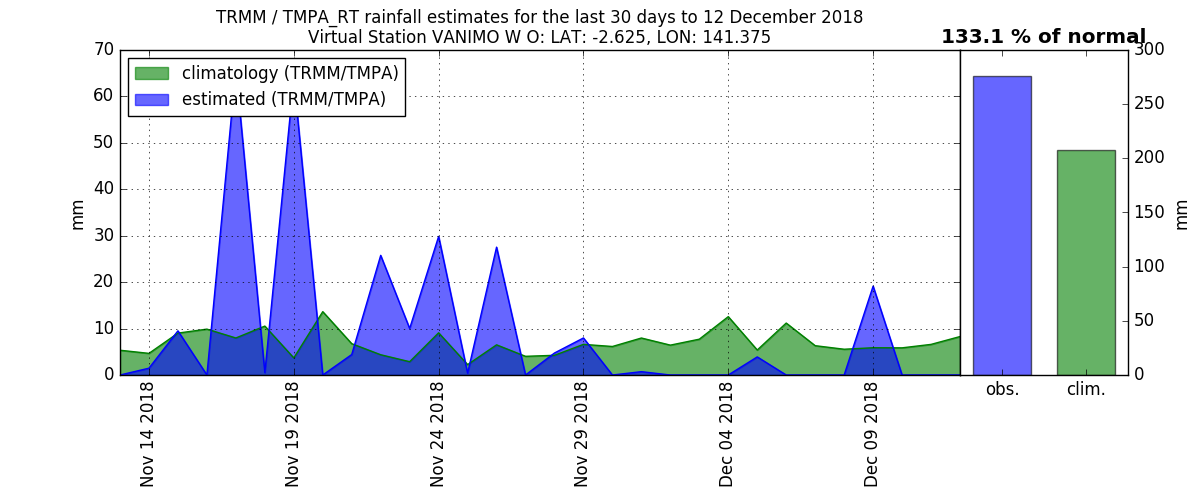 TRMM / TMPA_RT rainfall estimates for the last 30 days to 12 December 2018
Virtual Station VANIMO W O: LAT: -2.625, LON: 141.375
133.1 % of normal
climatology (TRMM/TMPA)
estimated (TRMM/TMPA)
70
60
50
40
30
20
10
0
mm
Nov 14 2018
Nov 19 2018
Nov 24 2018
Nov 29 2018
Dec 04 2018
Dec 09 2018
300
250
200
150
100
50
0
mm
obs.
clim.